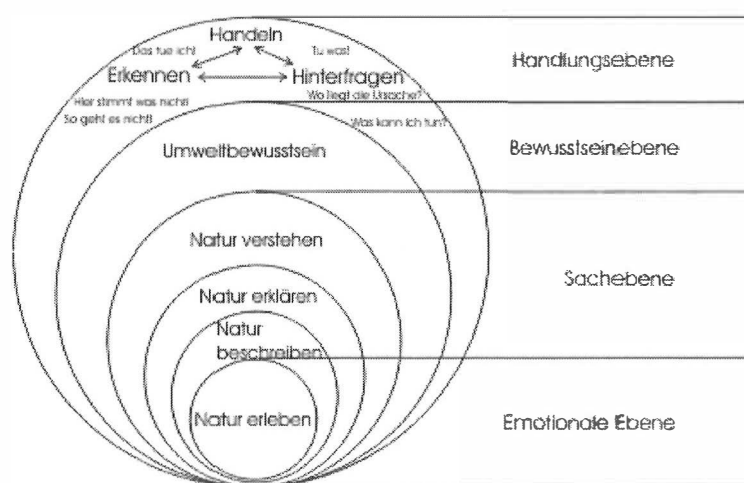 Handeln
Das tue ich!
Tu was!
Handlungsebene
Erkennen
Hinterfragen
Wo liegt die Ursache?
Hier stimmt was nicht!
So geht es nicht!
Was kann ich tun?
Umweltbewusstsein
Bewusstseinebene
Natur verstehen
Sachebene
Natur erklären
Natur
beschreiben
Natur erleben
Emotionale Ebene